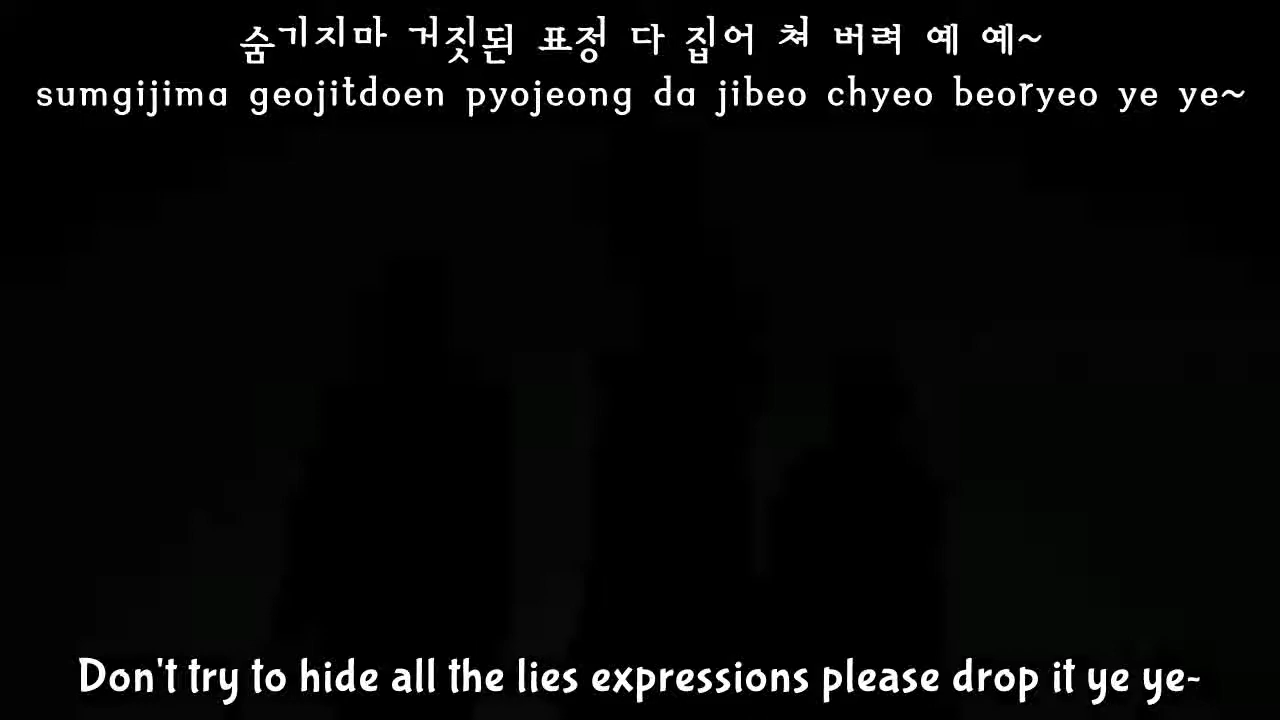 숨기지마 거짓된 표정 다 집어 쳐 버려 예 예~
sumgijima geojitdoen pyojeong da jibeo chyeo beoryeo ye ye~
Don't try to hide all the lies expressions please drop it ye ye-